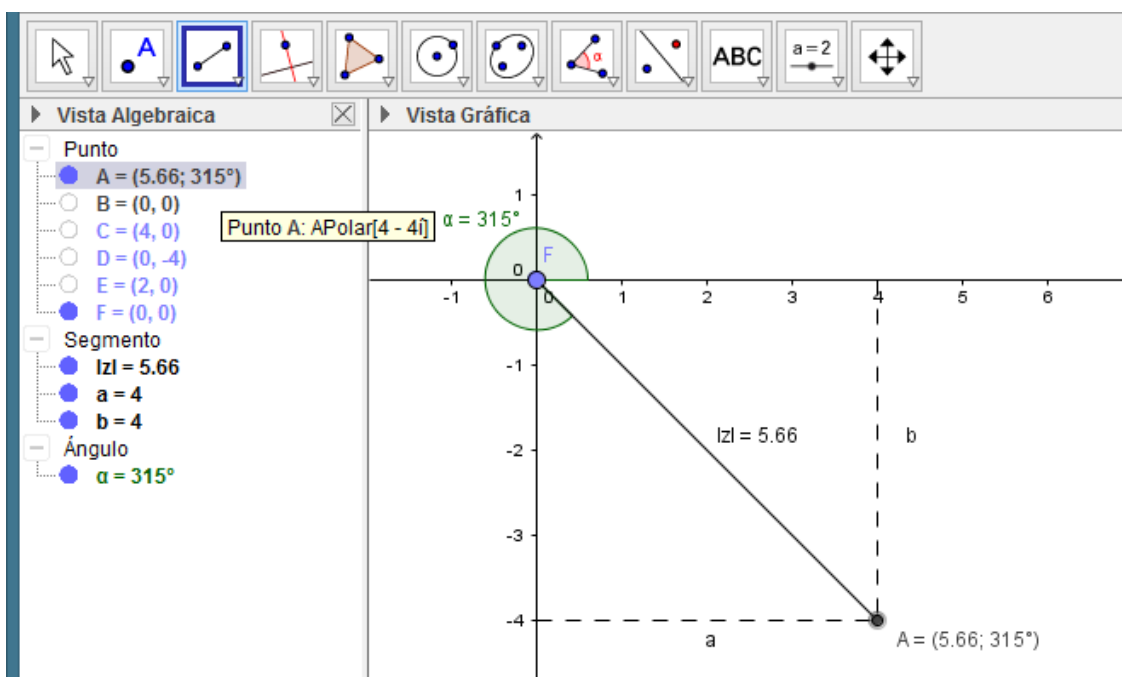 ABC
a=2
Vista Algebraica
Punto
A = (5.66; 315°)
B = (0, 0)
C = (4, 0)
D = (0, -4)
E = (2, 0)
F = (0, 0)
Segmento
lzl = 5.66
a = 4
b = 4
Ángulo
α = 315°
Punto A: APolar[4 - 4í]
Vista Gráfica
A
α
1
α = 315°
F
0
-1
0
1
2
3
4
5
6
-1
-2
lzl = 5.66
b
-3
-4
a
A = (5.66; 315°)